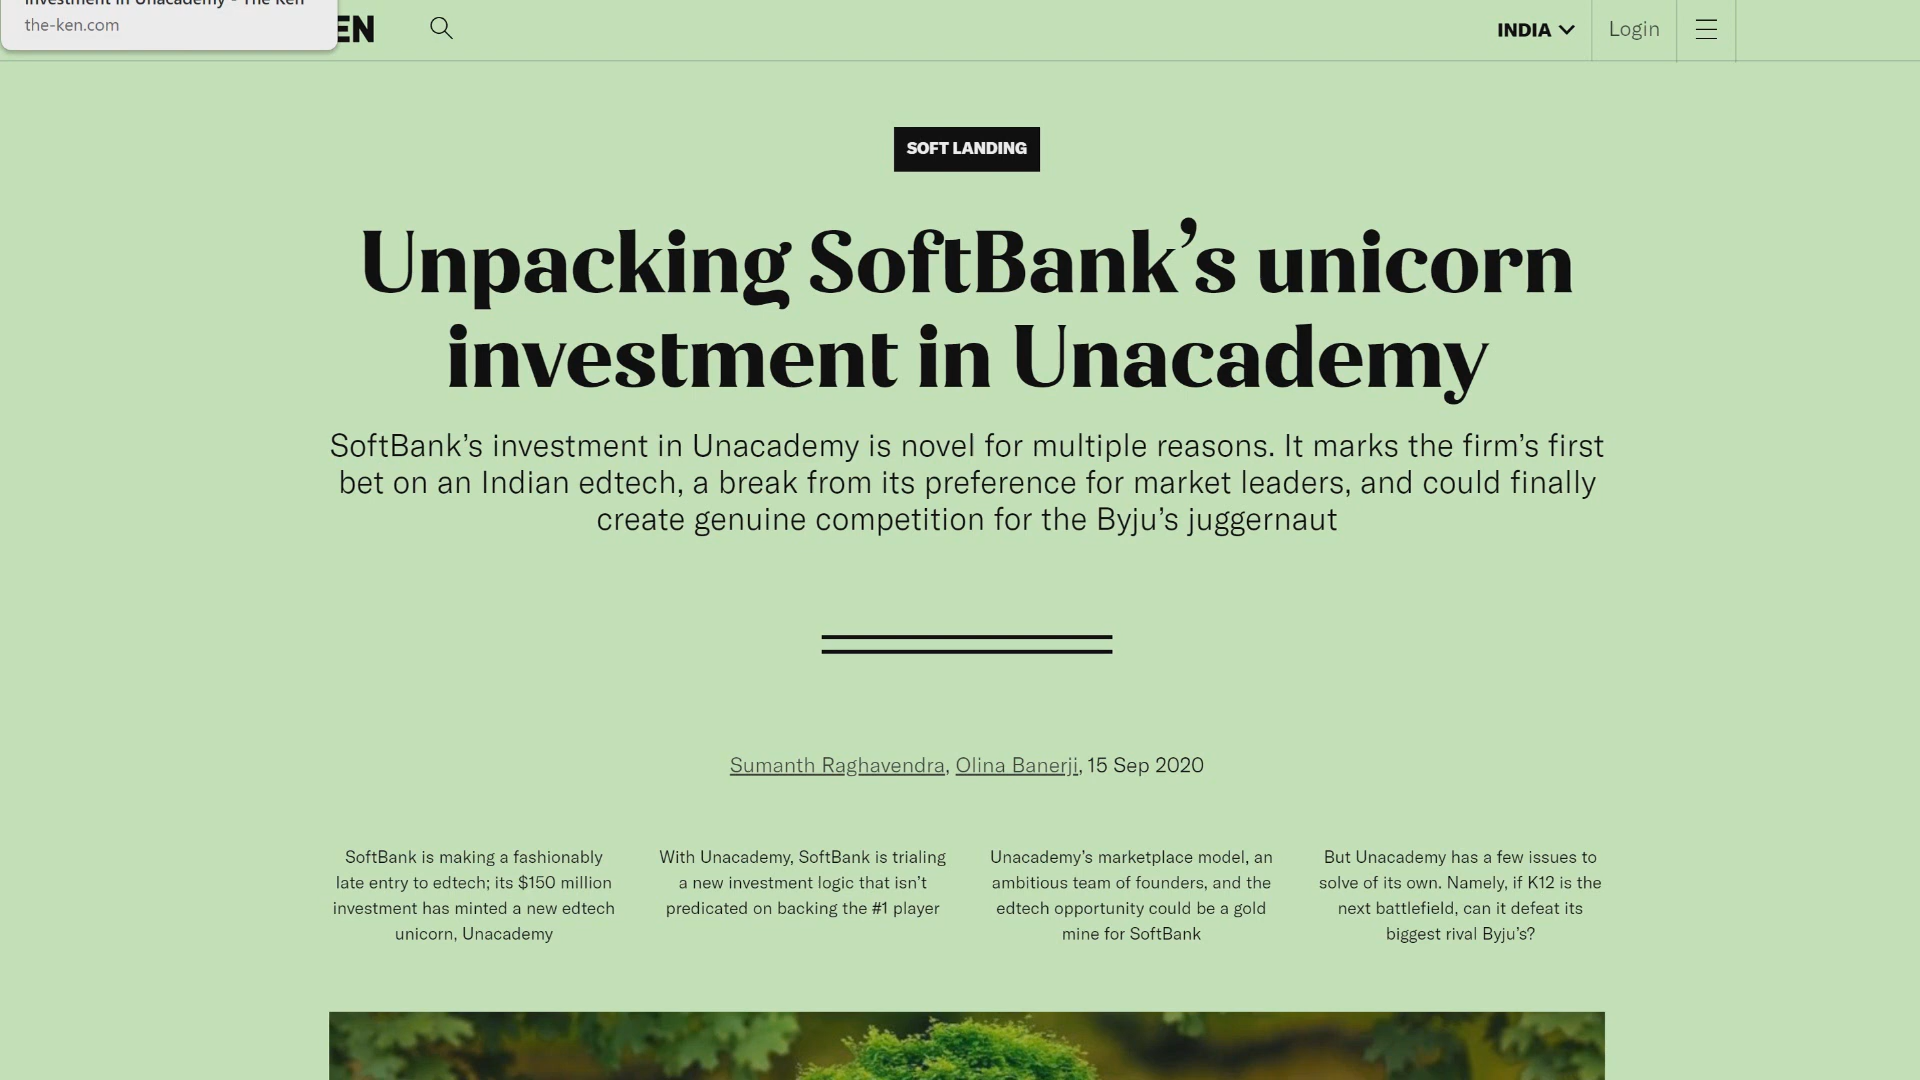 investment in Unacademy - The Ken
the-ken.com
EN
INDIA
Login
SOFT LANDING
Unpacking SoftBank’s unicorn
investment in Unacademy
SoftBank’s investment in Unacademy is novel for multiple reasons. It marks the firm’s first
bet on an Indian edtech, a break from its preference for market leaders, and could finally
create genuine competition for the Byju’s juggernaut
Sumanth Raghavendra, Olina Banerji, 15 Sep 2020
SoftBank is making a fashionably
late entry to edtech; its $150 million
investment has minted a new edtech
unicorn, Unacademy
With Unacademy, SoftBank is trialing
a new investment logic that isn’t
predicated on backing the #1 player
Unacademy’s marketplace model, an
ambitious team of founders, and the
edtech opportunity could be a gold
mine for SoftBank
But Unacademy has a few issues to
solve of its own. Namely, if K12 is the
next battlefield, can it defeat its
biggest rival Byju’s?